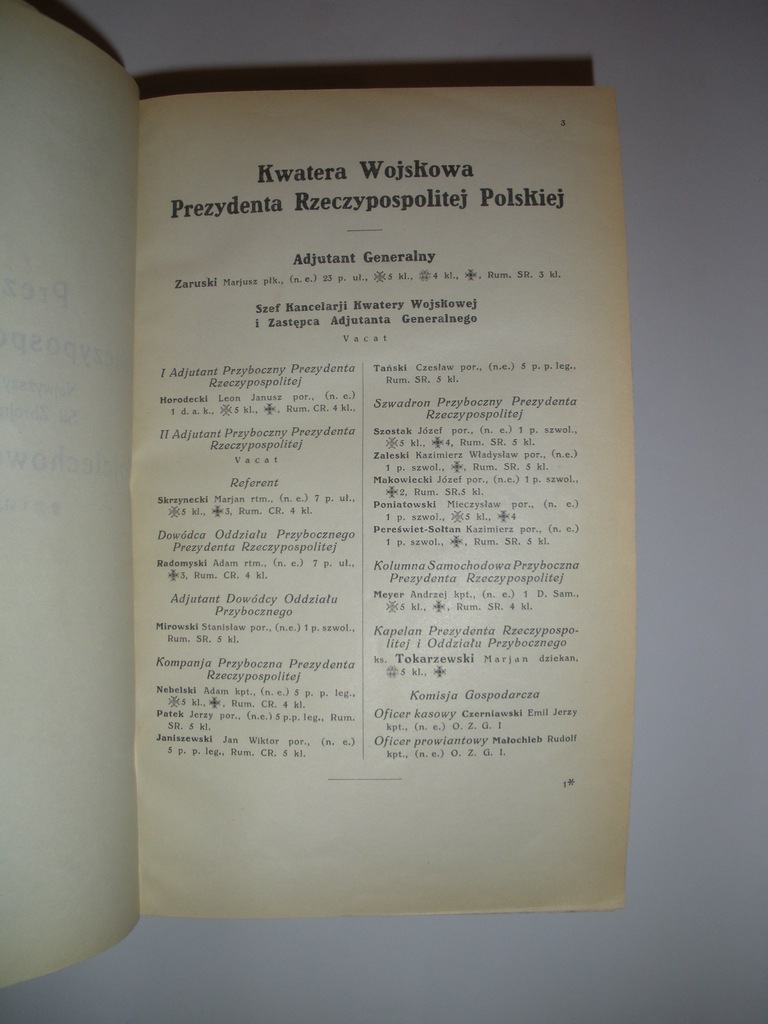 3
Kwatera Wojskowa
Prezydenta Rzeczypospolitej Polskiej
Adjutant Generalny
Zaruski Marjusz płk., (n. e.) 23 p. uł., 5 kl., 4 kl., Rum. SR. 3 kl.
Szef Kancelarji Kwatery Wojskowej
i Zastępca Adjutanta Generalnego
Vacat
I Adjutant Przyboczny Prezydenta
Rzeczypospolitej
Horodecki Leon Janusz por., (n. e.)
1 d. a. k., 5 kl., Rum. CR. 4 kl.,
II Adjutant Przyboczny Prezydenta
Rzeczypospolitej
Vacat
Referent
Skrzynecki Marjan rtm., (n. e.) 7 p. uł.,
5 kl., 3, Rum. CR. 4 kl.
Dowódca Oddziału Przybocznego
Prezydenta Rzeczypospolitej
Radomyski Adam rtm., (n. e.) 7 p. uł.,
3, Rum. CR. 4 kl.
Adjutant Dowódcy Oddziału
Przybocznego
Mirowski Stanisław por., (n.e.) 1 p. szwol.,
Rum. SR. 5 kl.
Kompanja Przyboczna Prezydenta
Rzeczypospolitej
Nebelski Adam kpt., (n. e.) 5 p. p. leg.,
5 kl., Rum. CR. 4 kl.
Patek Jerzy por., (n.e.) 5 p.p. leg., Rum.
SR. 5 kl.
Janiszewski Jan Wiktor por., (n. e.)
5 p. p. leg., Rum. CR. 5 kl.
Tański Czesław por., (n.e.) 5 p. p. leg.,
Rum. SR. 5 kl.
Szwadron Przyboczny Prezydenta
Rzeczypospolitej
Szostak Józef por., (n. e.) 1 p. szwol.,
5 kl., 4, Rum. SR. 5 kl.
Zaleski Kazimierz Władysław por., (n.e.)
1 p. szwol., Rum. SR. 5 kl.
Makowiecki Józef por., (n.e.) 1 p. szwol.,
2, Rum. SR.5 kl.
Poniatowski Mieczysław por., (n. e.)
1 p. szwol., 5 kl., 4
Pereświet-Sołtan Kazimierz por., (n. e.)
1 p. szwol., Rum. SR. 5 kl.
Kolumna Samochodowa Przyboczna
Prezydenta Rzeczypospolitej
Meyer Andrzej kpt., (n. e.) 1 D. Sam.,
5 kl., Rum. SR. 4 kl.
Kapelan Prezydenta Rzeczypospo-
litej i Oddziału Przybocznego
ks. Tokarzewski Marjan dziekan,
5 kl.,
Komisja Gospodarcza
Oficer kasowy Czerniawski Emil Jerzy
kpt., (n. e.) O. Z. G. I
Oficer prowiantowy Małochleb Rudolf
kpt., (n. e.) O. Z. G. I.
1*